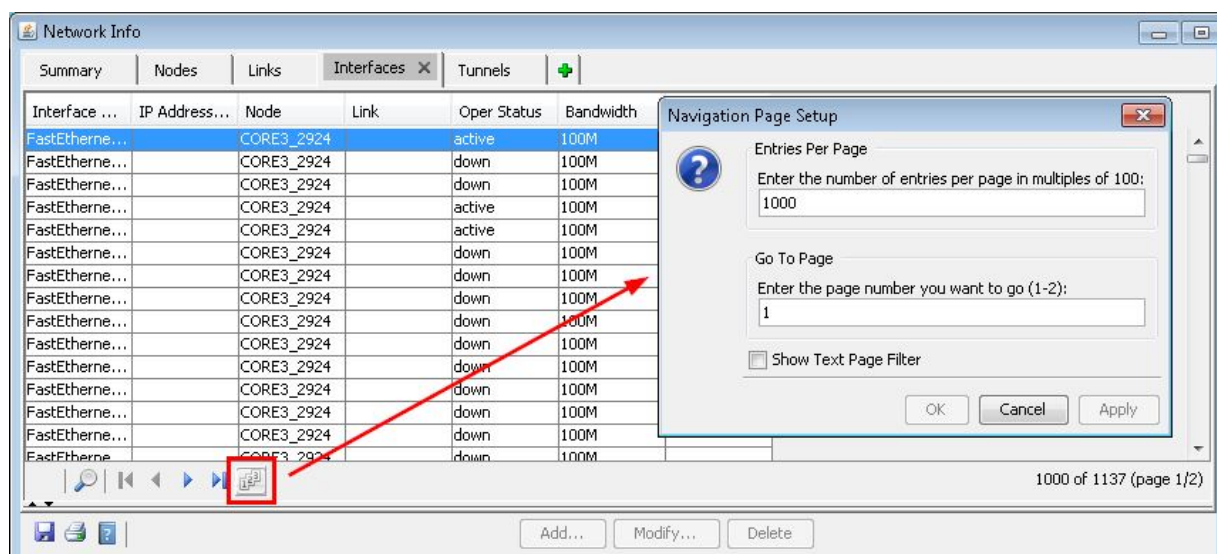 Network Info
Summary Nodes Links Interfaces Tunnels
Interface ... IP Address... Node Link Oper Status Bandwidth
FastEtherne... CORE3_2924 active 100M
FastEtherne... CORE3_2924 down 100M
FastEtherne... CORE3_2924 down 100M
FastEtherne... CORE3_2924 active 100M
FastEtherne... CORE3_2924 active 100M
FastEtherne... CORE3_2924 down 100M
FastEtherne... CORE3_2924 down 100M
FastEtherne... CORE3_2924 down 100M
FastEtherne... CORE3_2924 down 100M
FastEtherne... CORE3_2924 down 100M
FastEtherne... CORE3_2924 down 100M
FastEtherne... CORE3_2924 down 100M
FastEtherne... CORE3_2924 down 100M
FastEtherne... CORE3_2924 down 100M
FastEtherne... CORE3_2924 down 100M
Navigation Page Setup
Entries Per Page
Enter the number of entries per page in multiples of 100:
1000
Go To Page
Enter the page number you want to go (1-2):
1
Show Text Page Filter
OK Cancel Apply
123
1000 of 1137 (page 1/2)
Add... Modify... Delete